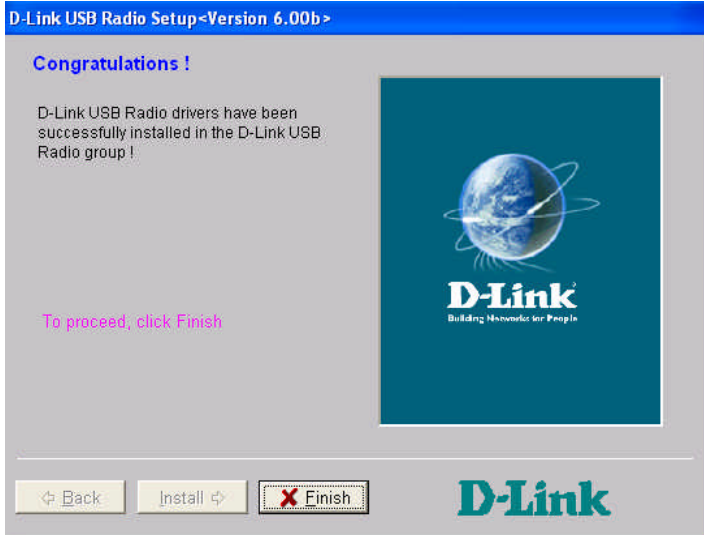 D-Link USB Radio Setup<Version 6.00b>
Congratulations !
D-Link USB Radio drivers have been
successfully installed in the D-Link USB
Radio group !
To proceed, click Finish
D-Link
Building Networks for People
Back
Install
Finish
D-Link